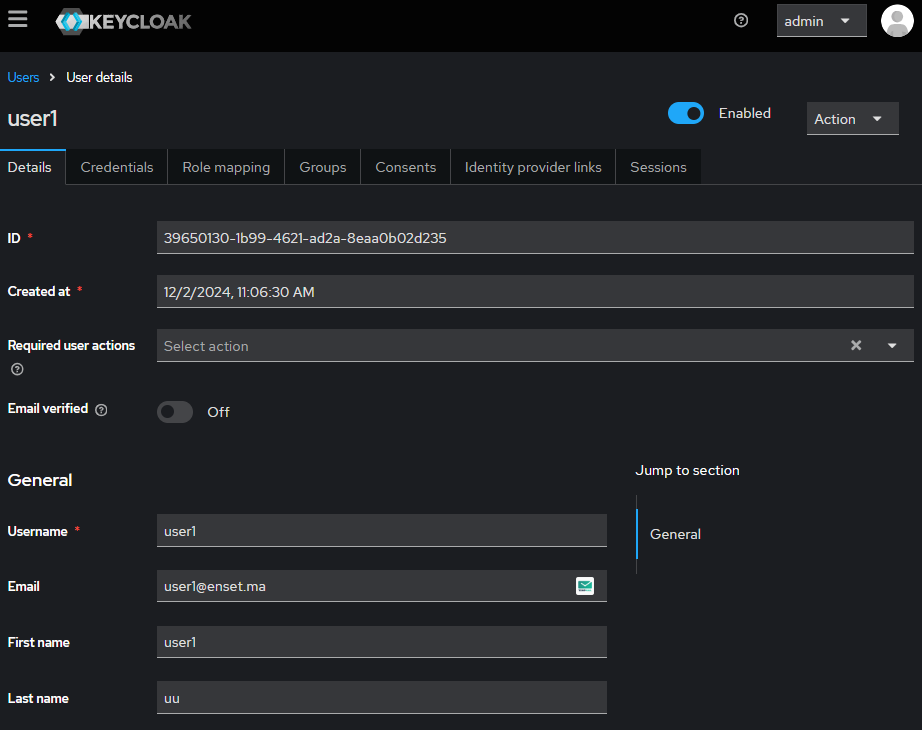 KEYCLOAK
admin
Users
User details
user1
Enabled
Action
Details
Credentials
Role mapping
Groups
Consents
Identity provider links
Sessions
ID *
39650130-1b99-4621-ad2a-8eaa0b02d235
Created at *
12/2/2024, 11:06:30 AM
Required user actions
Select action
Email verified
Off
General
Jump to section
General
Username *
user1
Email
user1@enset.ma
First name
user1
Last name
uu